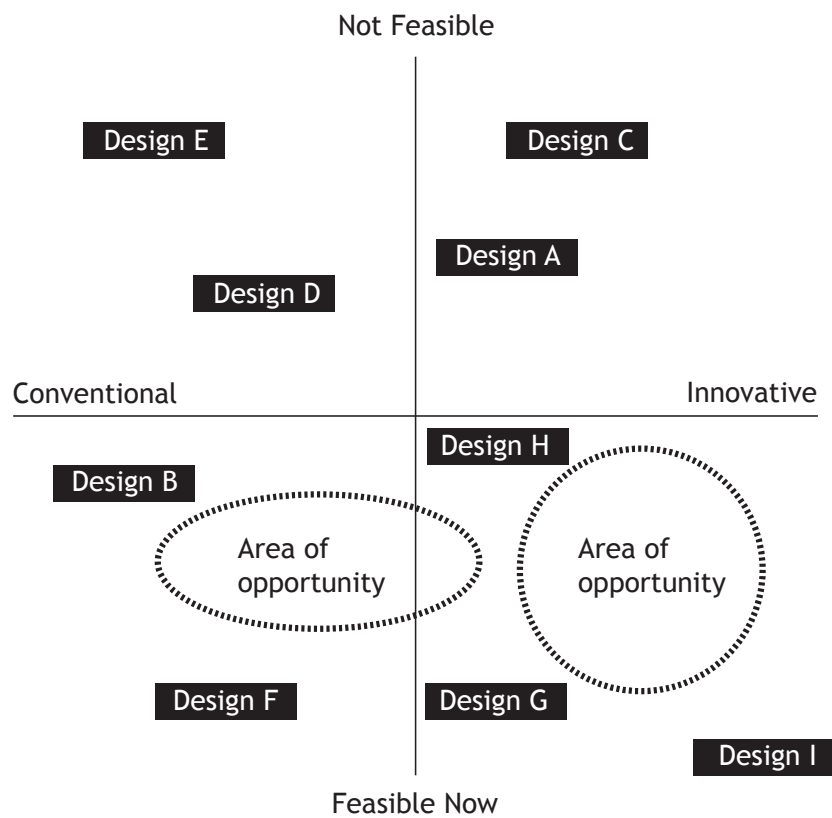 Not Feasible
Design E
Design C
Design A
Design D
Conventional
Innovative
Design H
Design B
Area of
opportunity
Area of
opportunity
Design F
Design G
Design I
Feasible Now